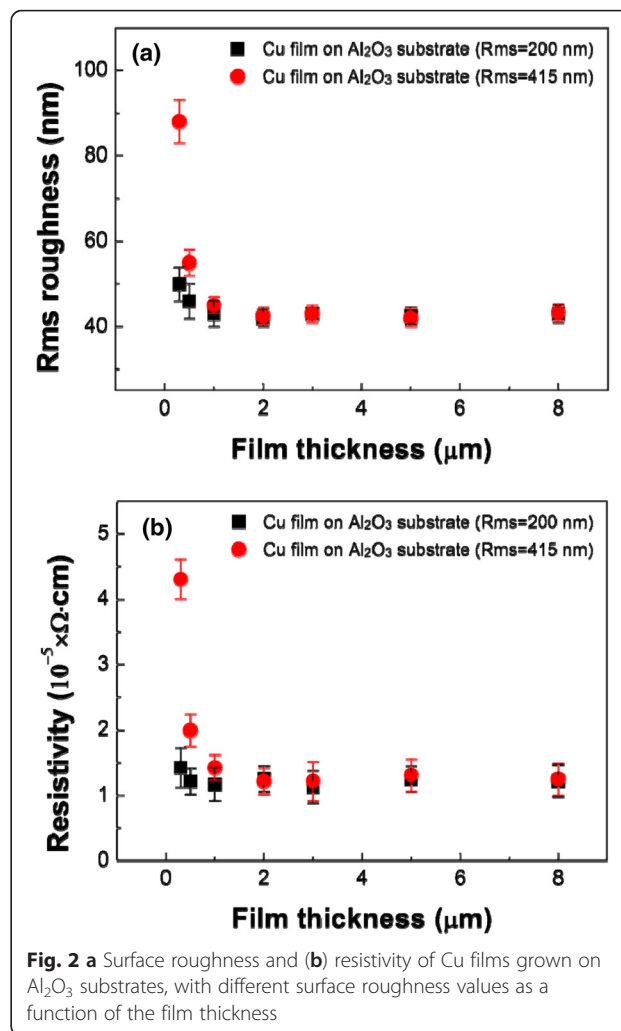 (a)
Cu film on Al₂O₃ substrate (Rms=200 nm)
Cu film on Al₂O₃ substrate (Rms=415 nm)
100
80
60
40
Rms roughness (nm)
0 2 4 6 8
Film thickness (μm)
(b)
Cu film on Al₂O₃ substrate (Rms=200 nm)
Cu film on Al₂O₃ substrate (Rms=415 nm)
5
4
3
2
1
0
Resistivity (10⁻⁵×Ω·cm)
0 2 4 6 8
Film thickness (μm)
Fig. 2 a Surface roughness and (b) resistivity of Cu films grown on
Al₂O₃ substrates, with different surface roughness values as a
function of the film thickness